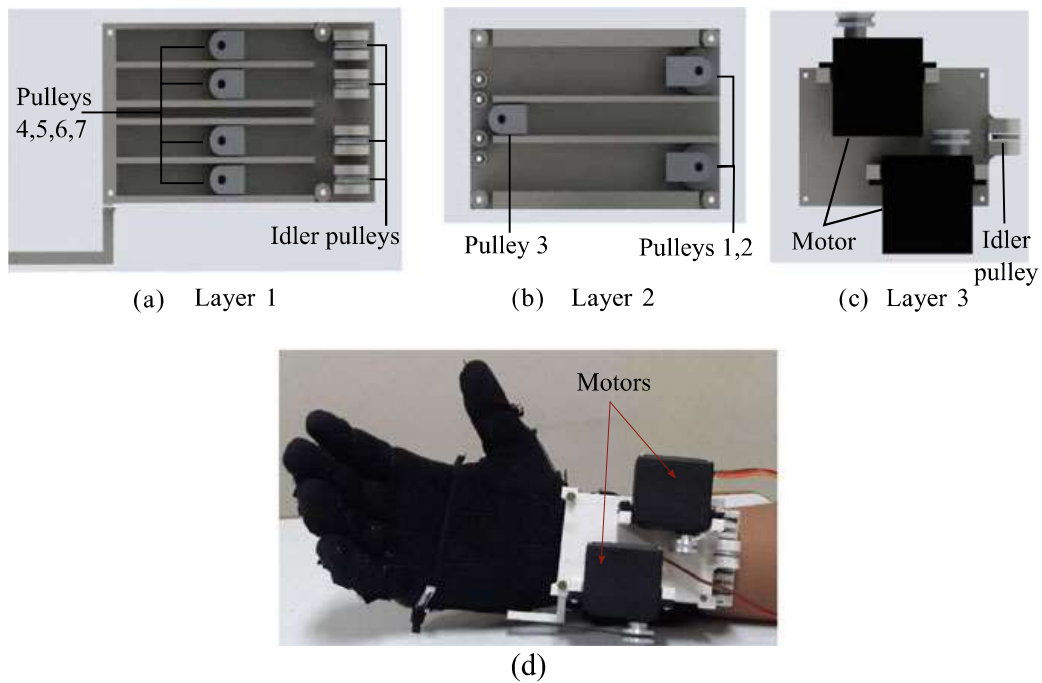 Pulleys
4,5,6,7
Idler pulleys
(a) Layer 1
Pulley 3
Pulleys 1,2
(b) Layer 2
Motor
Idler
pulley
(c) Layer 3
Motors
(d)